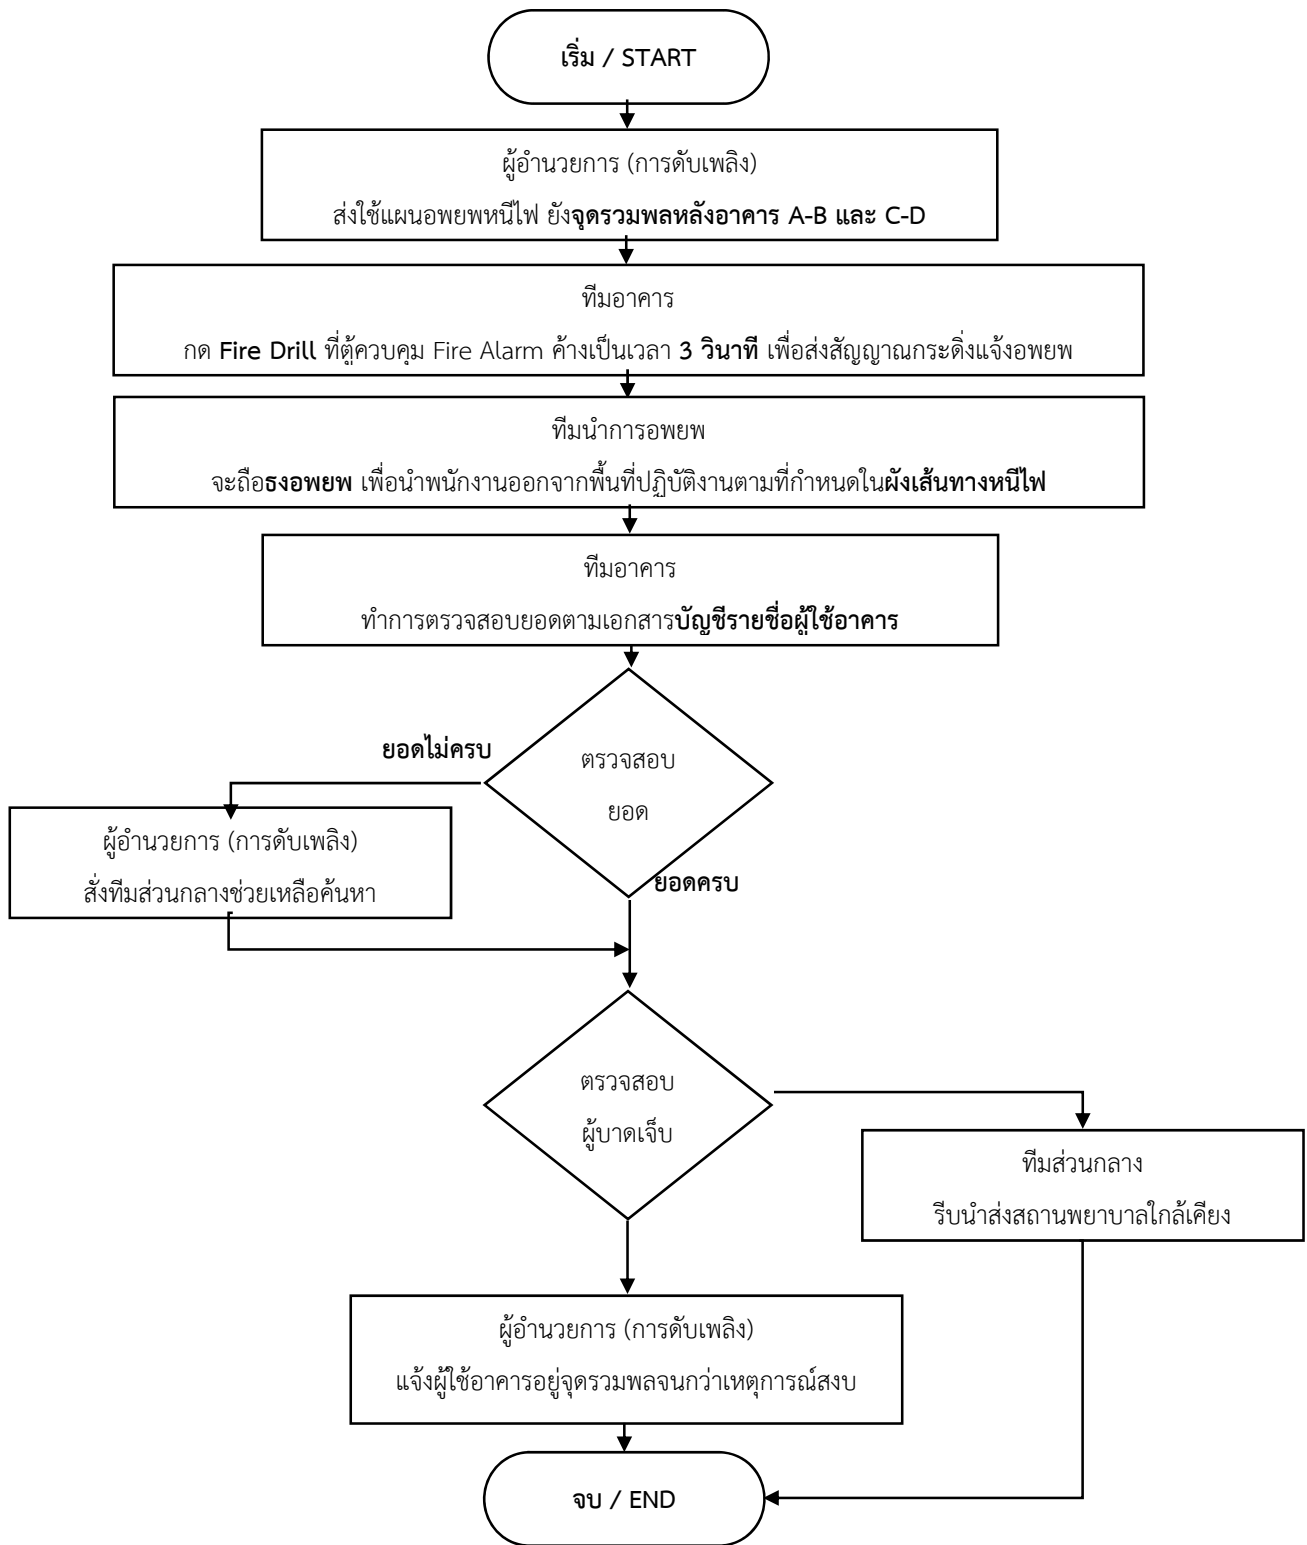 เริ่ม / START
ผู้อำนวยการ (การดับเพลิง)
ส่งใช้แผนอพยพหนีไฟ ยังจุดรวมพลหลังอาคาร A-B และ C-D
ทีมอาคาร
กด Fire Drill ที่ตู้ควบคุม Fire Alarm ค้างเป็นเวลา 3 วินาที เพื่อส่งสัญญาณกระดิ่งแจ้งอพยพ
ทีมนำการอพยพ
จะถือธงอพยพ เพื่อนำพนักงานออกจากพื้นที่ปฏิบัติงานตามที่กำหนดในผังเส้นทางหนีไฟ
ทีมอาคาร
ทำการตรวจสอบยอดตามเอกสารบัญชีรายชื่อผู้ใช้อาคาร
ยอดไม่ครบ
ตรวจสอบ
ยอด
ผู้อำนวยการ (การดับเพลิง)
สั่งทีมส่วนกลางช่วยเหลือค้นหา
ยอดครบ
ตรวจสอบ
ผู้บาดเจ็บ
ทีมส่วนกลาง
รีบนำส่งสถานพยาบาลใกล้เคียง
ผู้อำนวยการ (การดับเพลิง)
แจ้งผู้ใช้อาคารอยู่จุดรวมพลจนกว่าเหตุการณ์สงบ
จบ / END